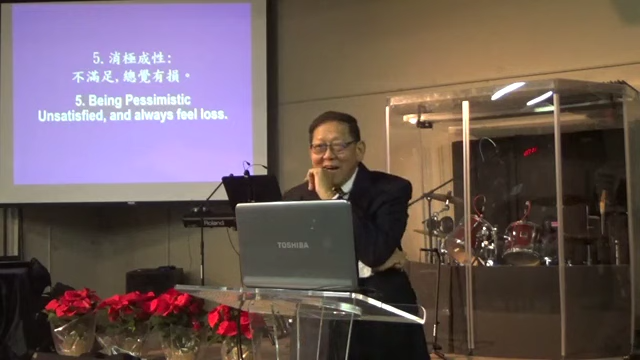 5. 消極成性:
不滿足,總覺有損。
5. Being Pessimistic
Unsatisfied, and always feel loss.
Roland
TOSHIBA